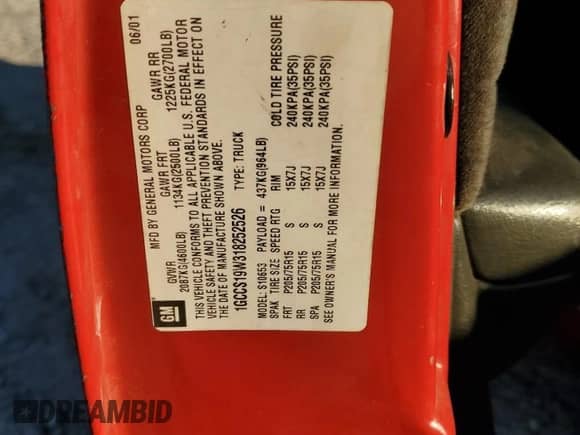 GM
MFD BY GENERAL MOTORS CORP 06/01
GVWR GAWR FRT GAWR RR
2087KG(4600LB) 1134KG(2500LB) 1225KG(2700LB)
THIS VEHICLE CONFORMS TO ALL APPLICABLE U.S. FEDERAL MOTOR
VEHICLE SAFETY AND THEFT PREVENTION STANDARDS IN EFFECT ON
THE DATE OF MANUFACTURE SHOWN ABOVE.
1GCCS19W318252526 TYPE: TRUCK
MODEL: S10653 PAYLOAD = 437KG(964LB)
SPAK TIRE SIZE SPEED RTG RIM COLD TIRE PRESSURE
FRT P205/75R15 S 15X7J 240KPA(35PSI)
RR P205/75R15 S 15X7J 240KPA(35PSI)
SPA P205/75R15 S 15X7J 240KPA(35PSI)
SEE OWNER'S MANUAL FOR MORE INFORMATION.
DREAMBID